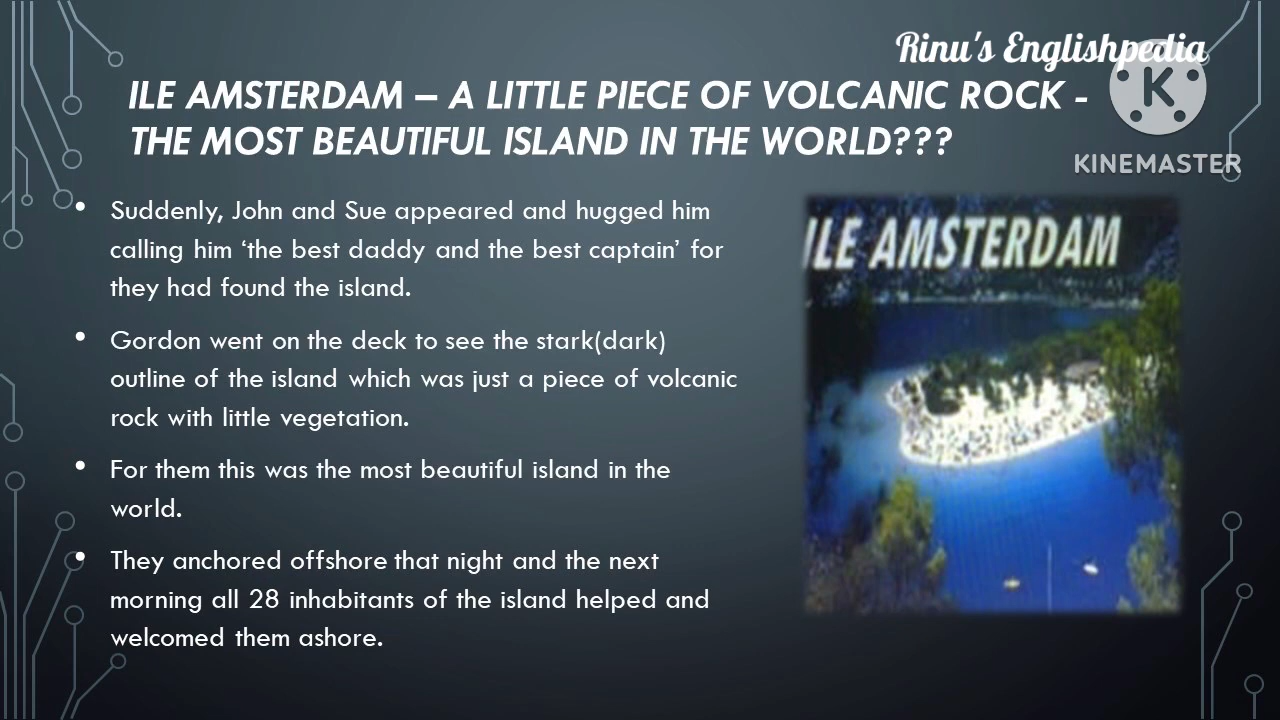 Rinu's Englishpedia
ILE AMSTERDAM – A LITTLE PIECE OF VOLCANIC ROCK -
THE MOST BEAUTIFUL ISLAND IN THE WORLD???
K
KINEMASTER
• Suddenly, John and Sue appeared and hugged him
calling him ‘the best daddy and the best captain’ for
they had found the island.
• Gordon went on the deck to see the stark(dark)
outline of the island which was just a piece of volcanic
rock with little vegetation.
• For them this was the most beautiful island in the
world.
• They anchored offshore that night and the next
morning all 28 inhabitants of the island helped and
welcomed them ashore.
ILE AMSTERDAM